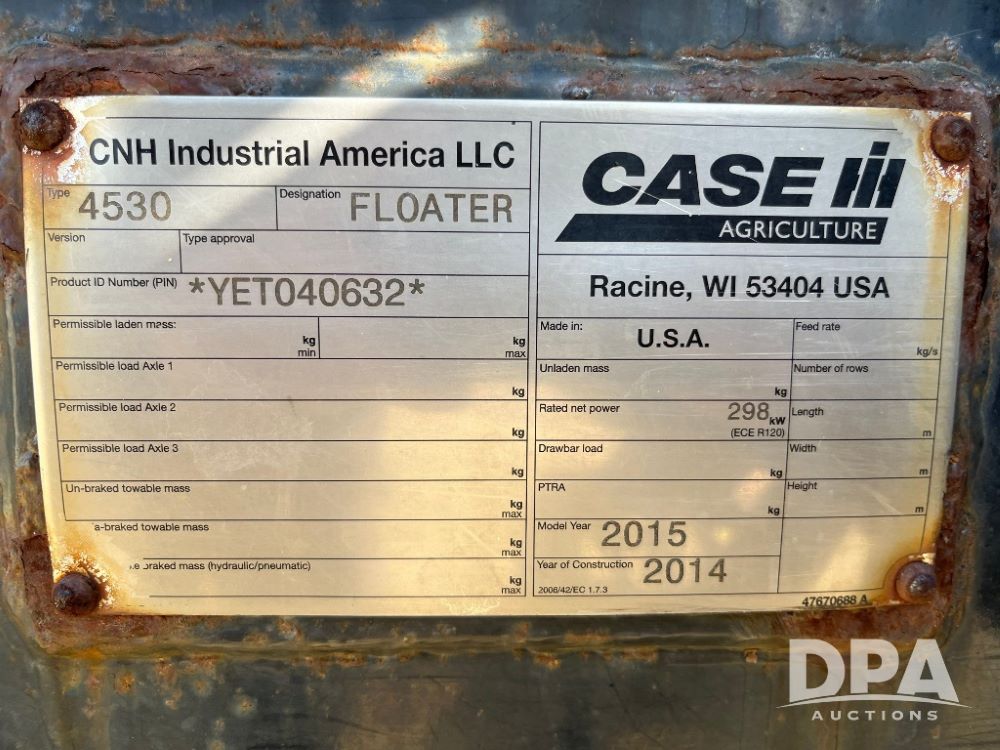 CNH Industrial America LLC
Type 4530 Designation FLOATER
Version Type approval
Product ID Number (PIN) *YET040632*
Permissible laden mass: kg min kg max
Permissible load Axle 1 kg
Permissible load Axle 2 kg
Permissible load Axle 3 kg
Un-braked towable mass kg max
a-braked towable mass kg max
braked mass (hydraulic/pneumatic) kg max
CASE IH
AGRICULTURE
Racine, WI 53404 USA
Made in: U.S.A. Feed rate kg/s
Unladen mass kg Number of rows
Rated net power 298 kW (ECE R120) Length m
Drawbar load kg Width m
PTRA kg Height m
Model Year 2015
Year of Construction 2014
2006/42/EC 1.7.3
47670688 A
DPA
AUCTIONS